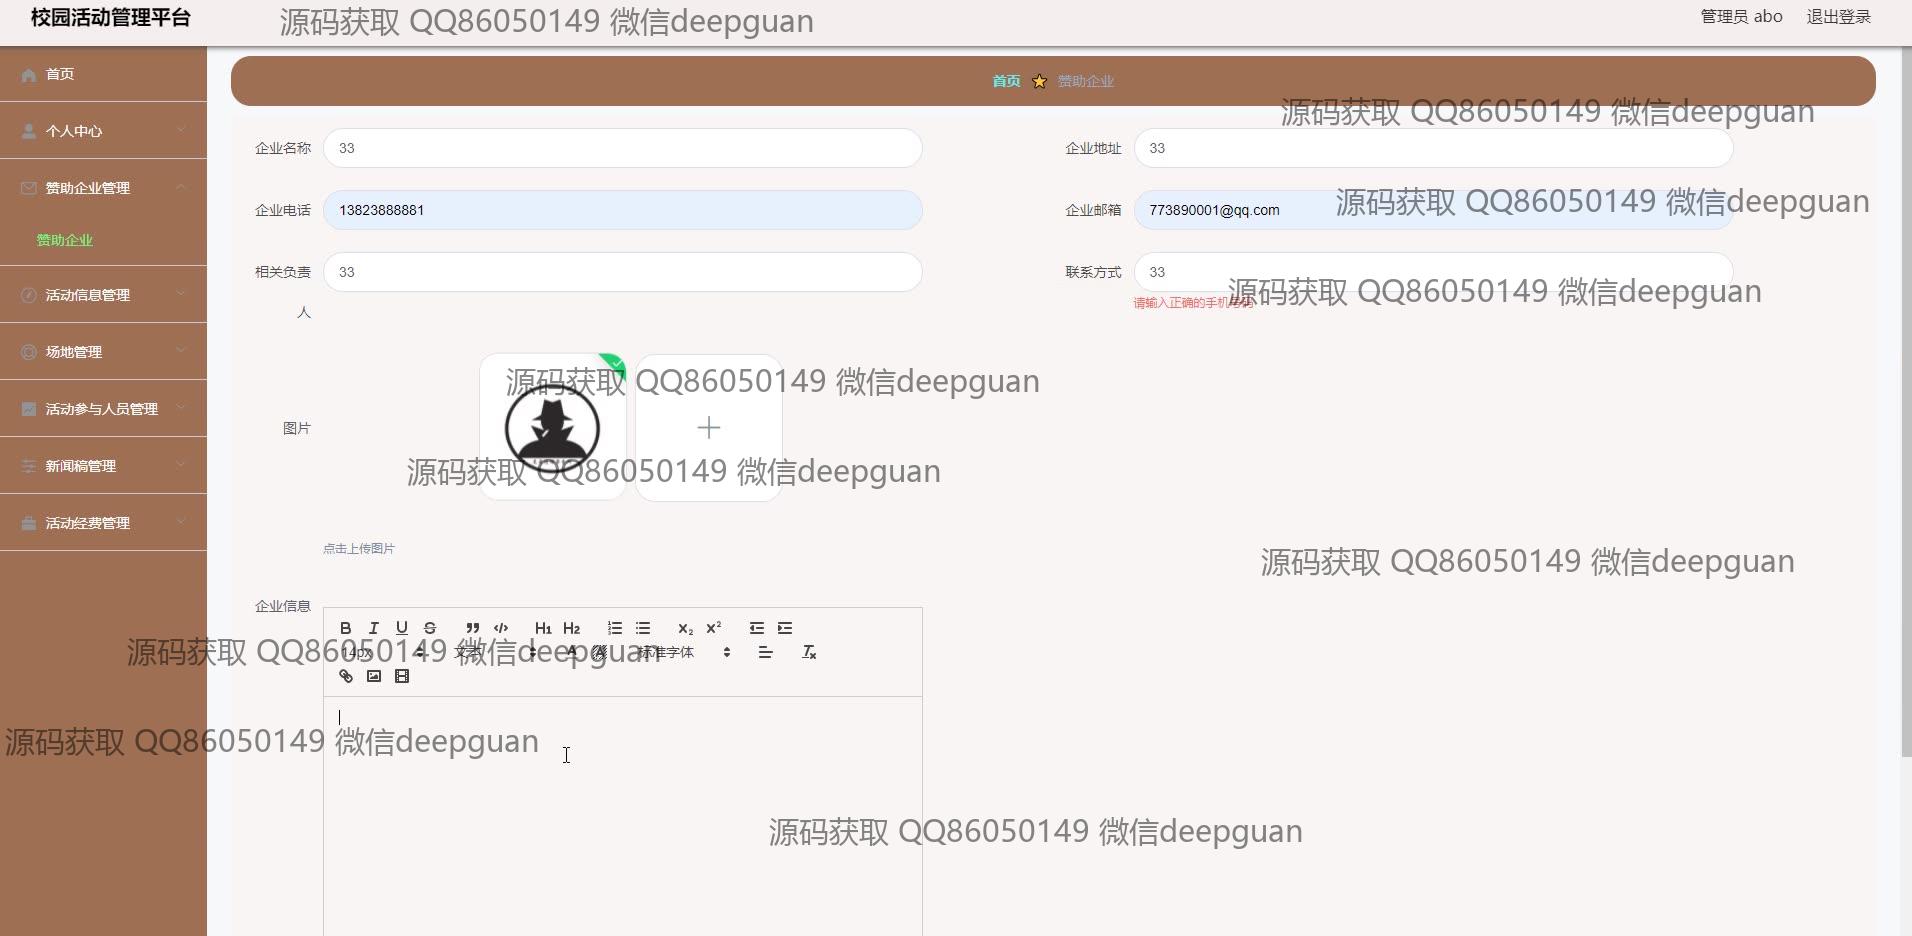 校园活动管理平台
源码获取 QQ86050149 微信deepguan
管理员 abo
退出登录
首页
个人中心
赞助企业管理
赞助企业
活动信息管理
场地管理
活动参与人员管理
新闻稿管理
活动经费管理
首页 赞助企业
源码获取 QQ86050149 微信deepguan
企业名称 33
企业地址 33
企业电话 13823888881
企业邮箱 773890001@qq.com
源码获取 QQ86050149 微信deepguan
相关负责人 33
联系方式 33
请输入正确的手机号码
源码获取 QQ86050149 微信deepguan
源码获取 QQ86050149 微信deepguan
图片
源码获取 QQ86050149 微信deepguan
点击上传图片
源码获取 QQ86050149 微信deepguan
企业信息
B I U S H1 H2 X2 X2
14px 文本 A 标准字体
源码获取 QQ86050149 微信deepguan
源码获取 QQ86050149 微信deepguan
源码获取 QQ86050149 微信deepguan